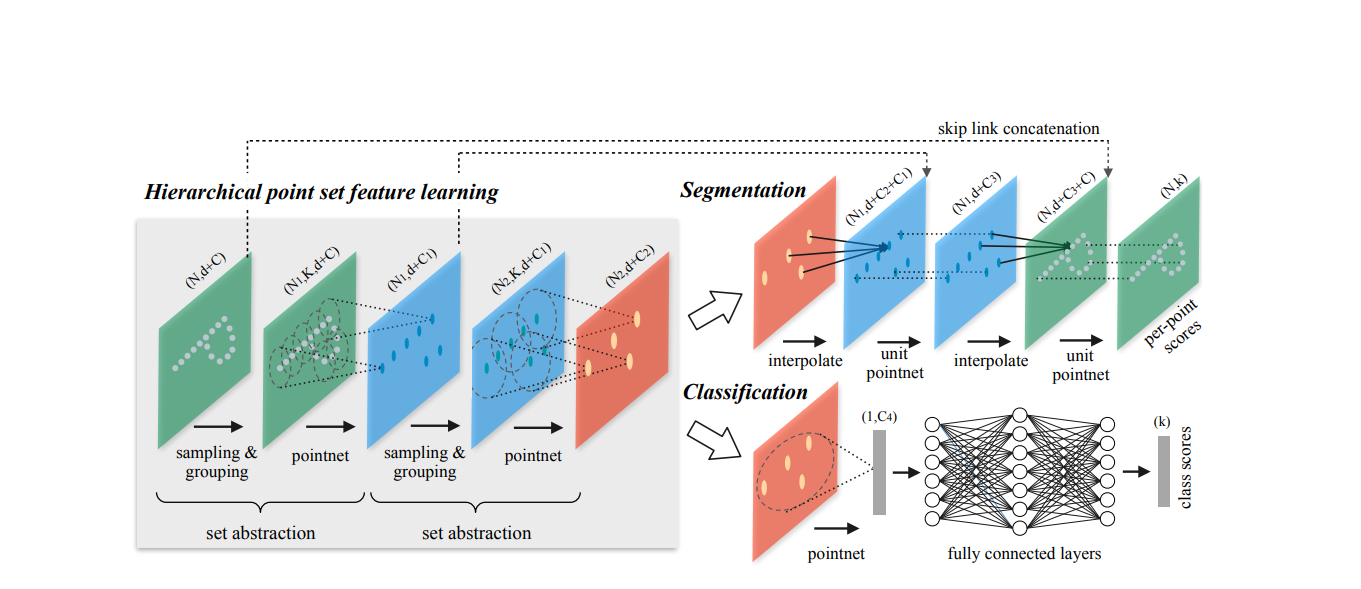 skip link concatenation
Hierarchical point set feature learning
(N,d+C)
(N1,K,d+C)
(N1,d+C1)
(N2,K,d+C1)
(N2,d+C2)
sampling &
grouping
pointnet
sampling &
grouping
pointnet
set abstraction
set abstraction
Segmentation
(N1,d+C2+C1)
(N1,d+C3)
(N,d+C3+C)
(N,k)
interpolate
unit
pointnet
interpolate
unit
pointnet
per-point
scores
Classification
(1,C4)
(k)
class scores
pointnet
fully connected layers